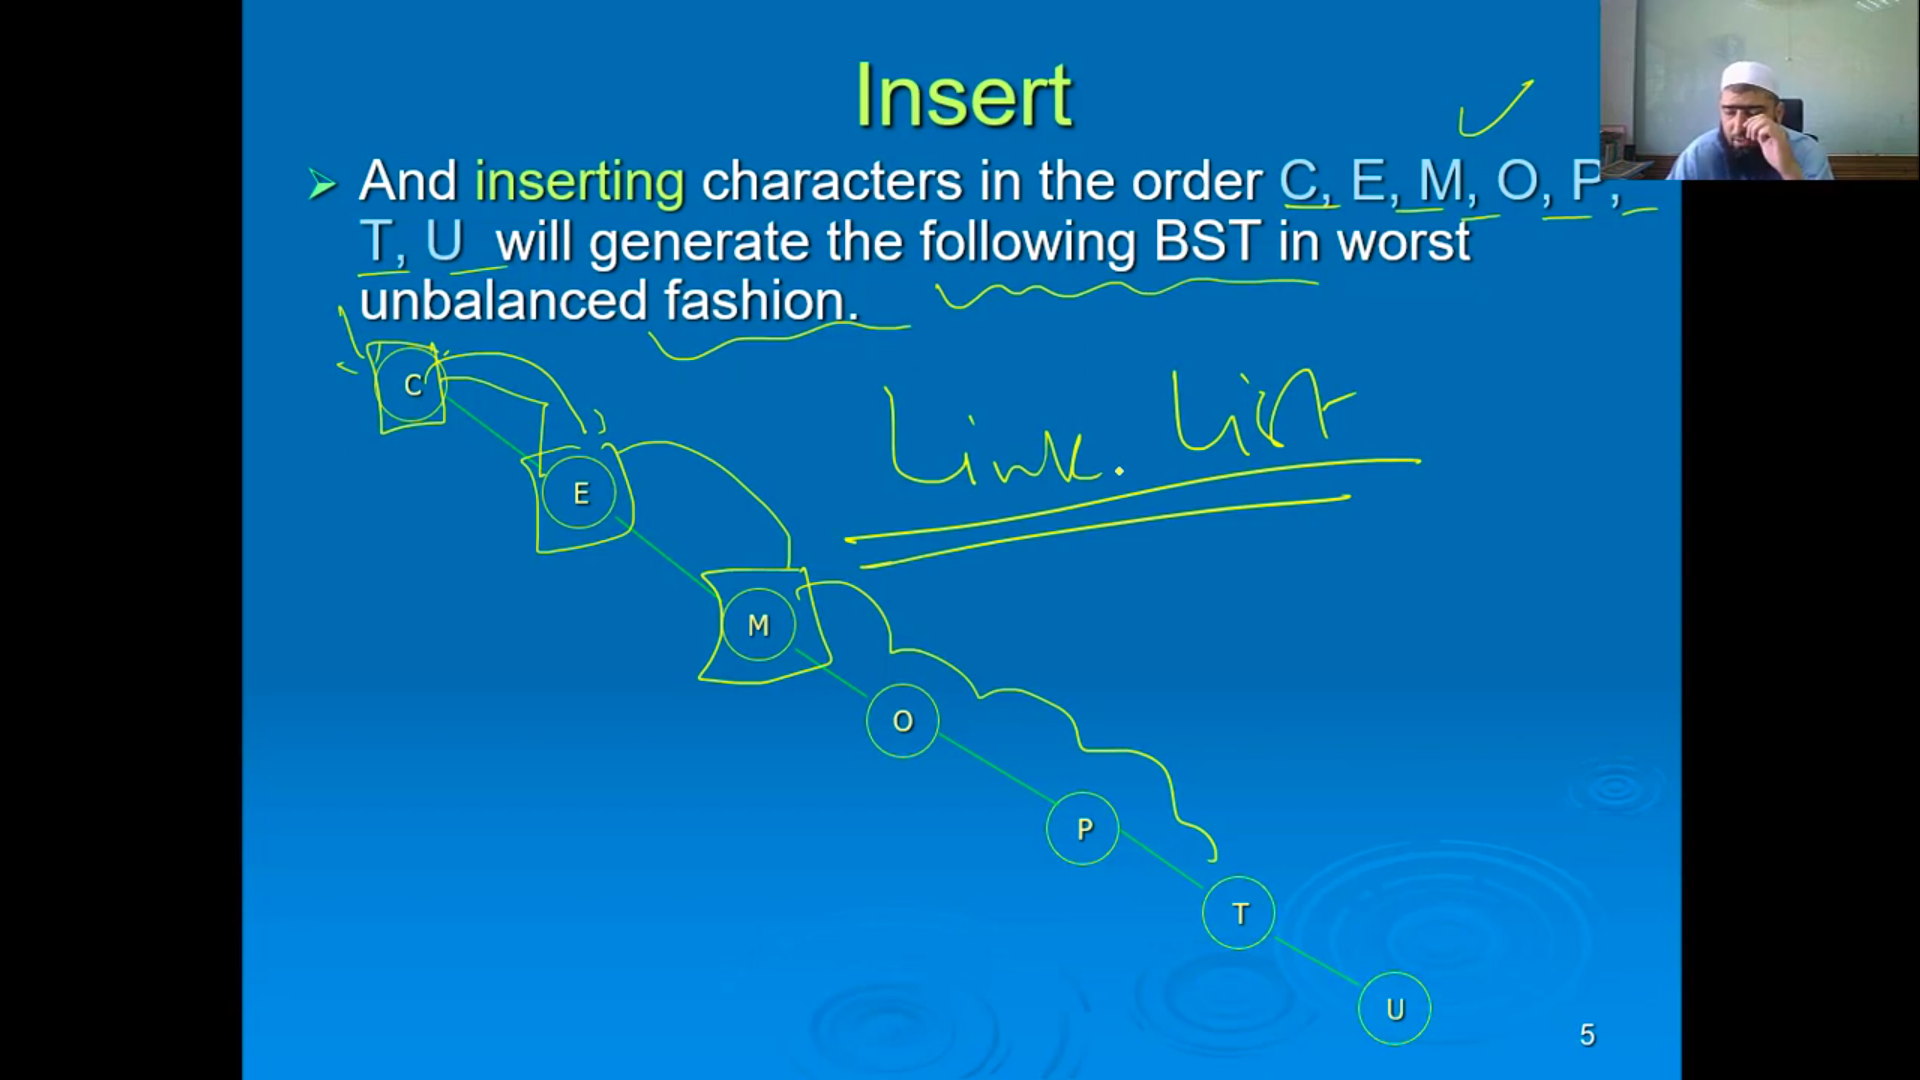 Insert
And inserting characters in the order C, E, M, O, P,
T, U will generate the following BST in worst
unbalanced fashion.
Link List
C
E
M
O
P
T
U
5